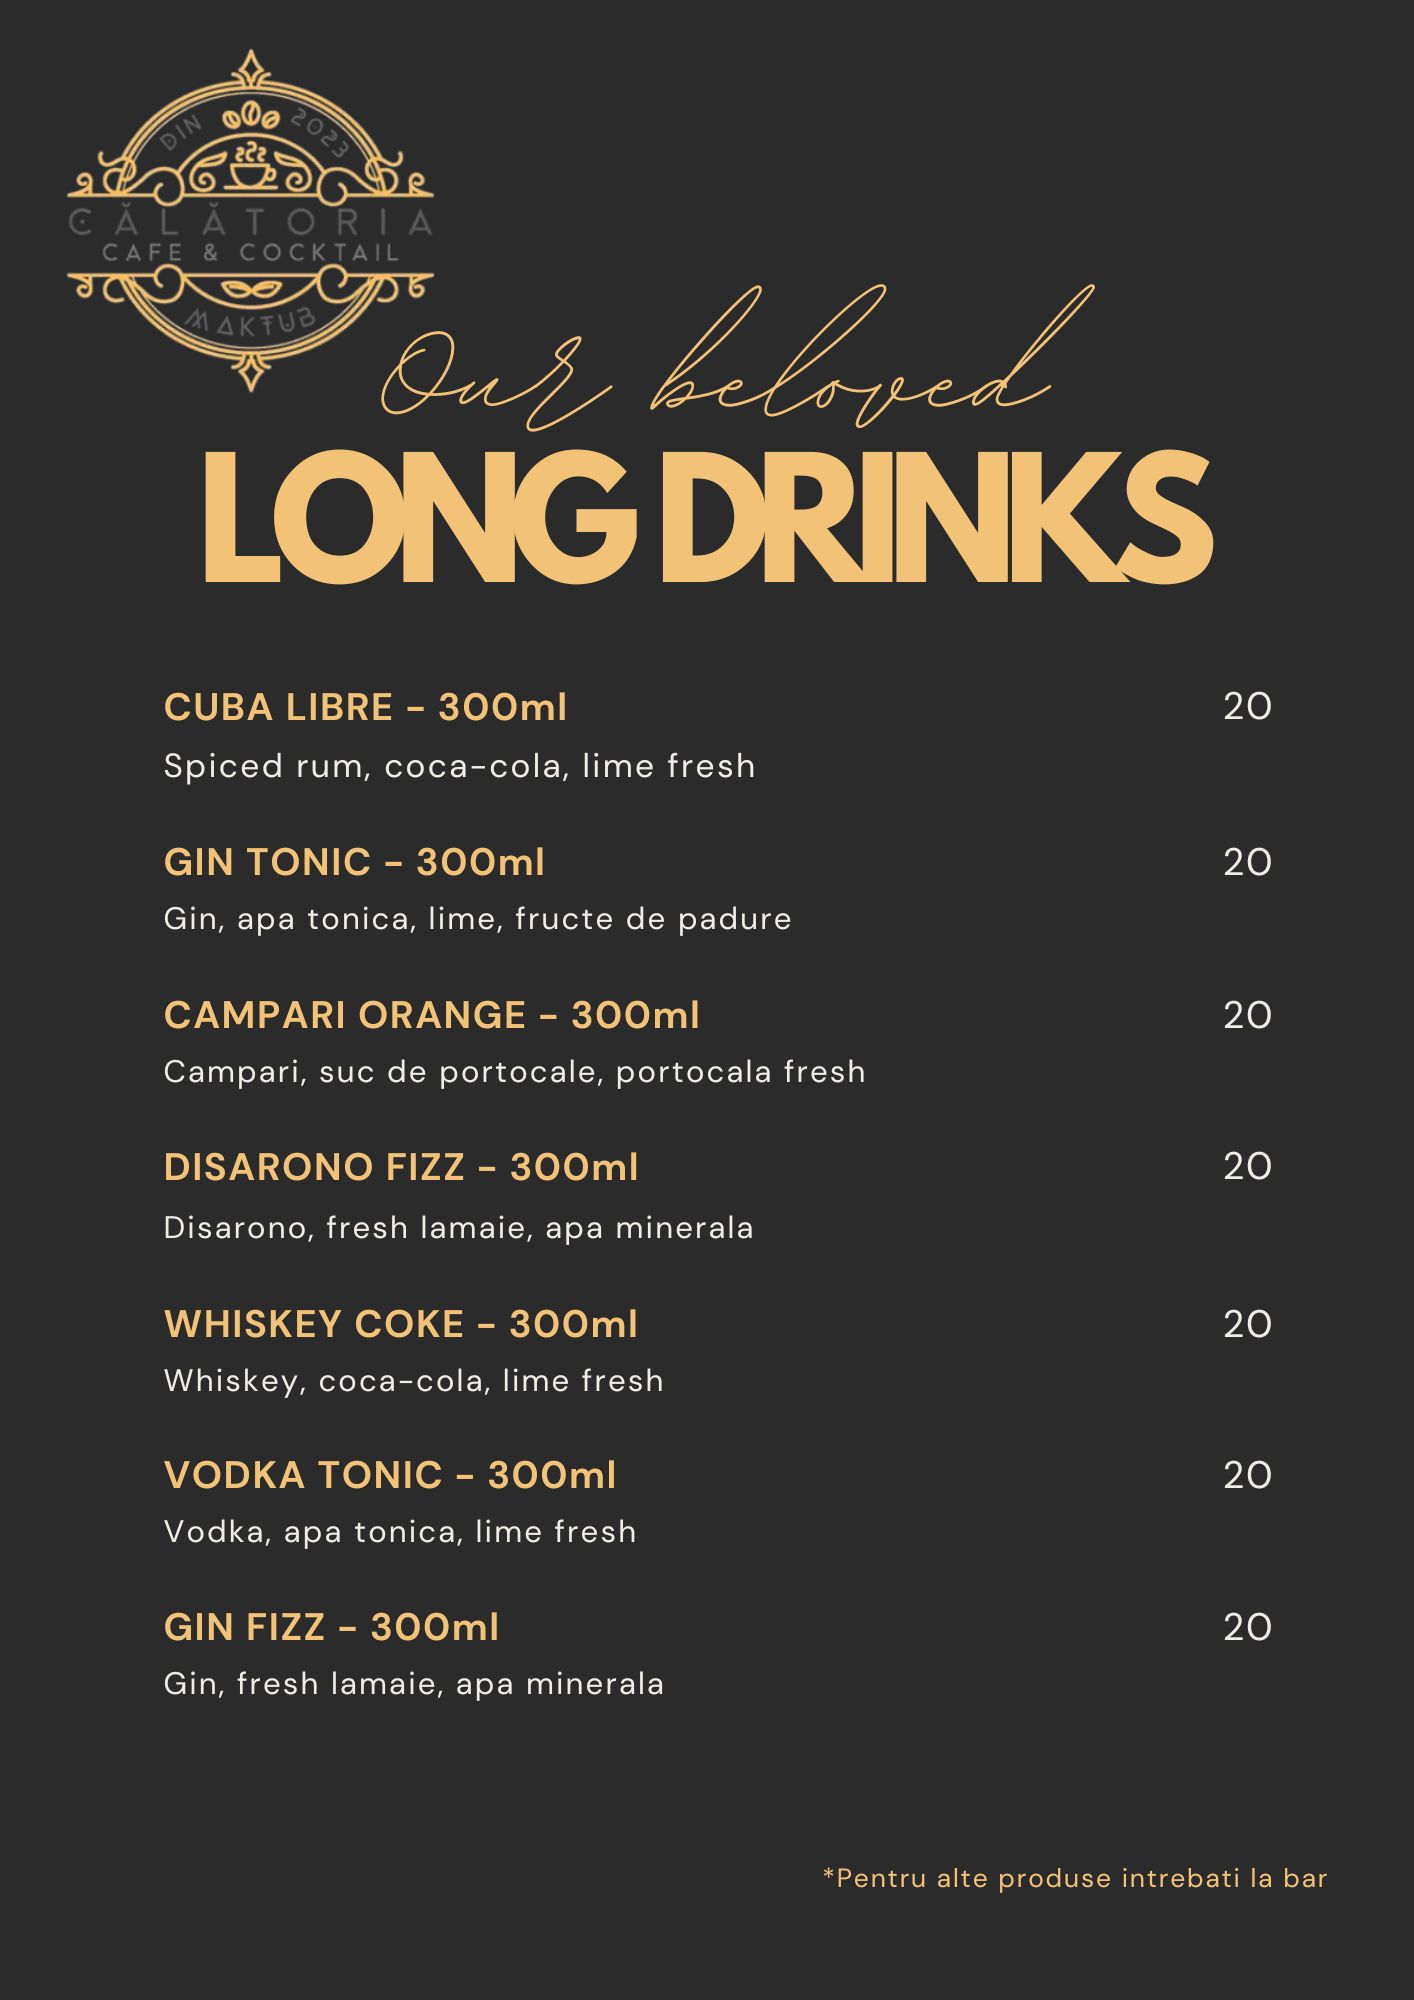 DIN 2023
CĂLĂTORIA
CAFE & COCKTAIL
MAKTUB
Our beloved
LONG DRINKS
CUBA LIBRE - 300ml 20
Spiced rum, coca-cola, lime fresh
GIN TONIC - 300ml 20
Gin, apa tonica, lime, fructe de padure
CAMPARI ORANGE - 300ml 20
Campari, suc de portocale, portocala fresh
DISARONO FIZZ - 300ml 20
Disarono, fresh lamaie, apa minerala
WHISKEY COKE - 300ml 20
Whiskey, coca-cola, lime fresh
VODKA TONIC - 300ml 20
Vodka, apa tonica, lime fresh
GIN FIZZ - 300ml 20
Gin, fresh lamaie, apa minerala
*Pentru alte produse intrebati la bar